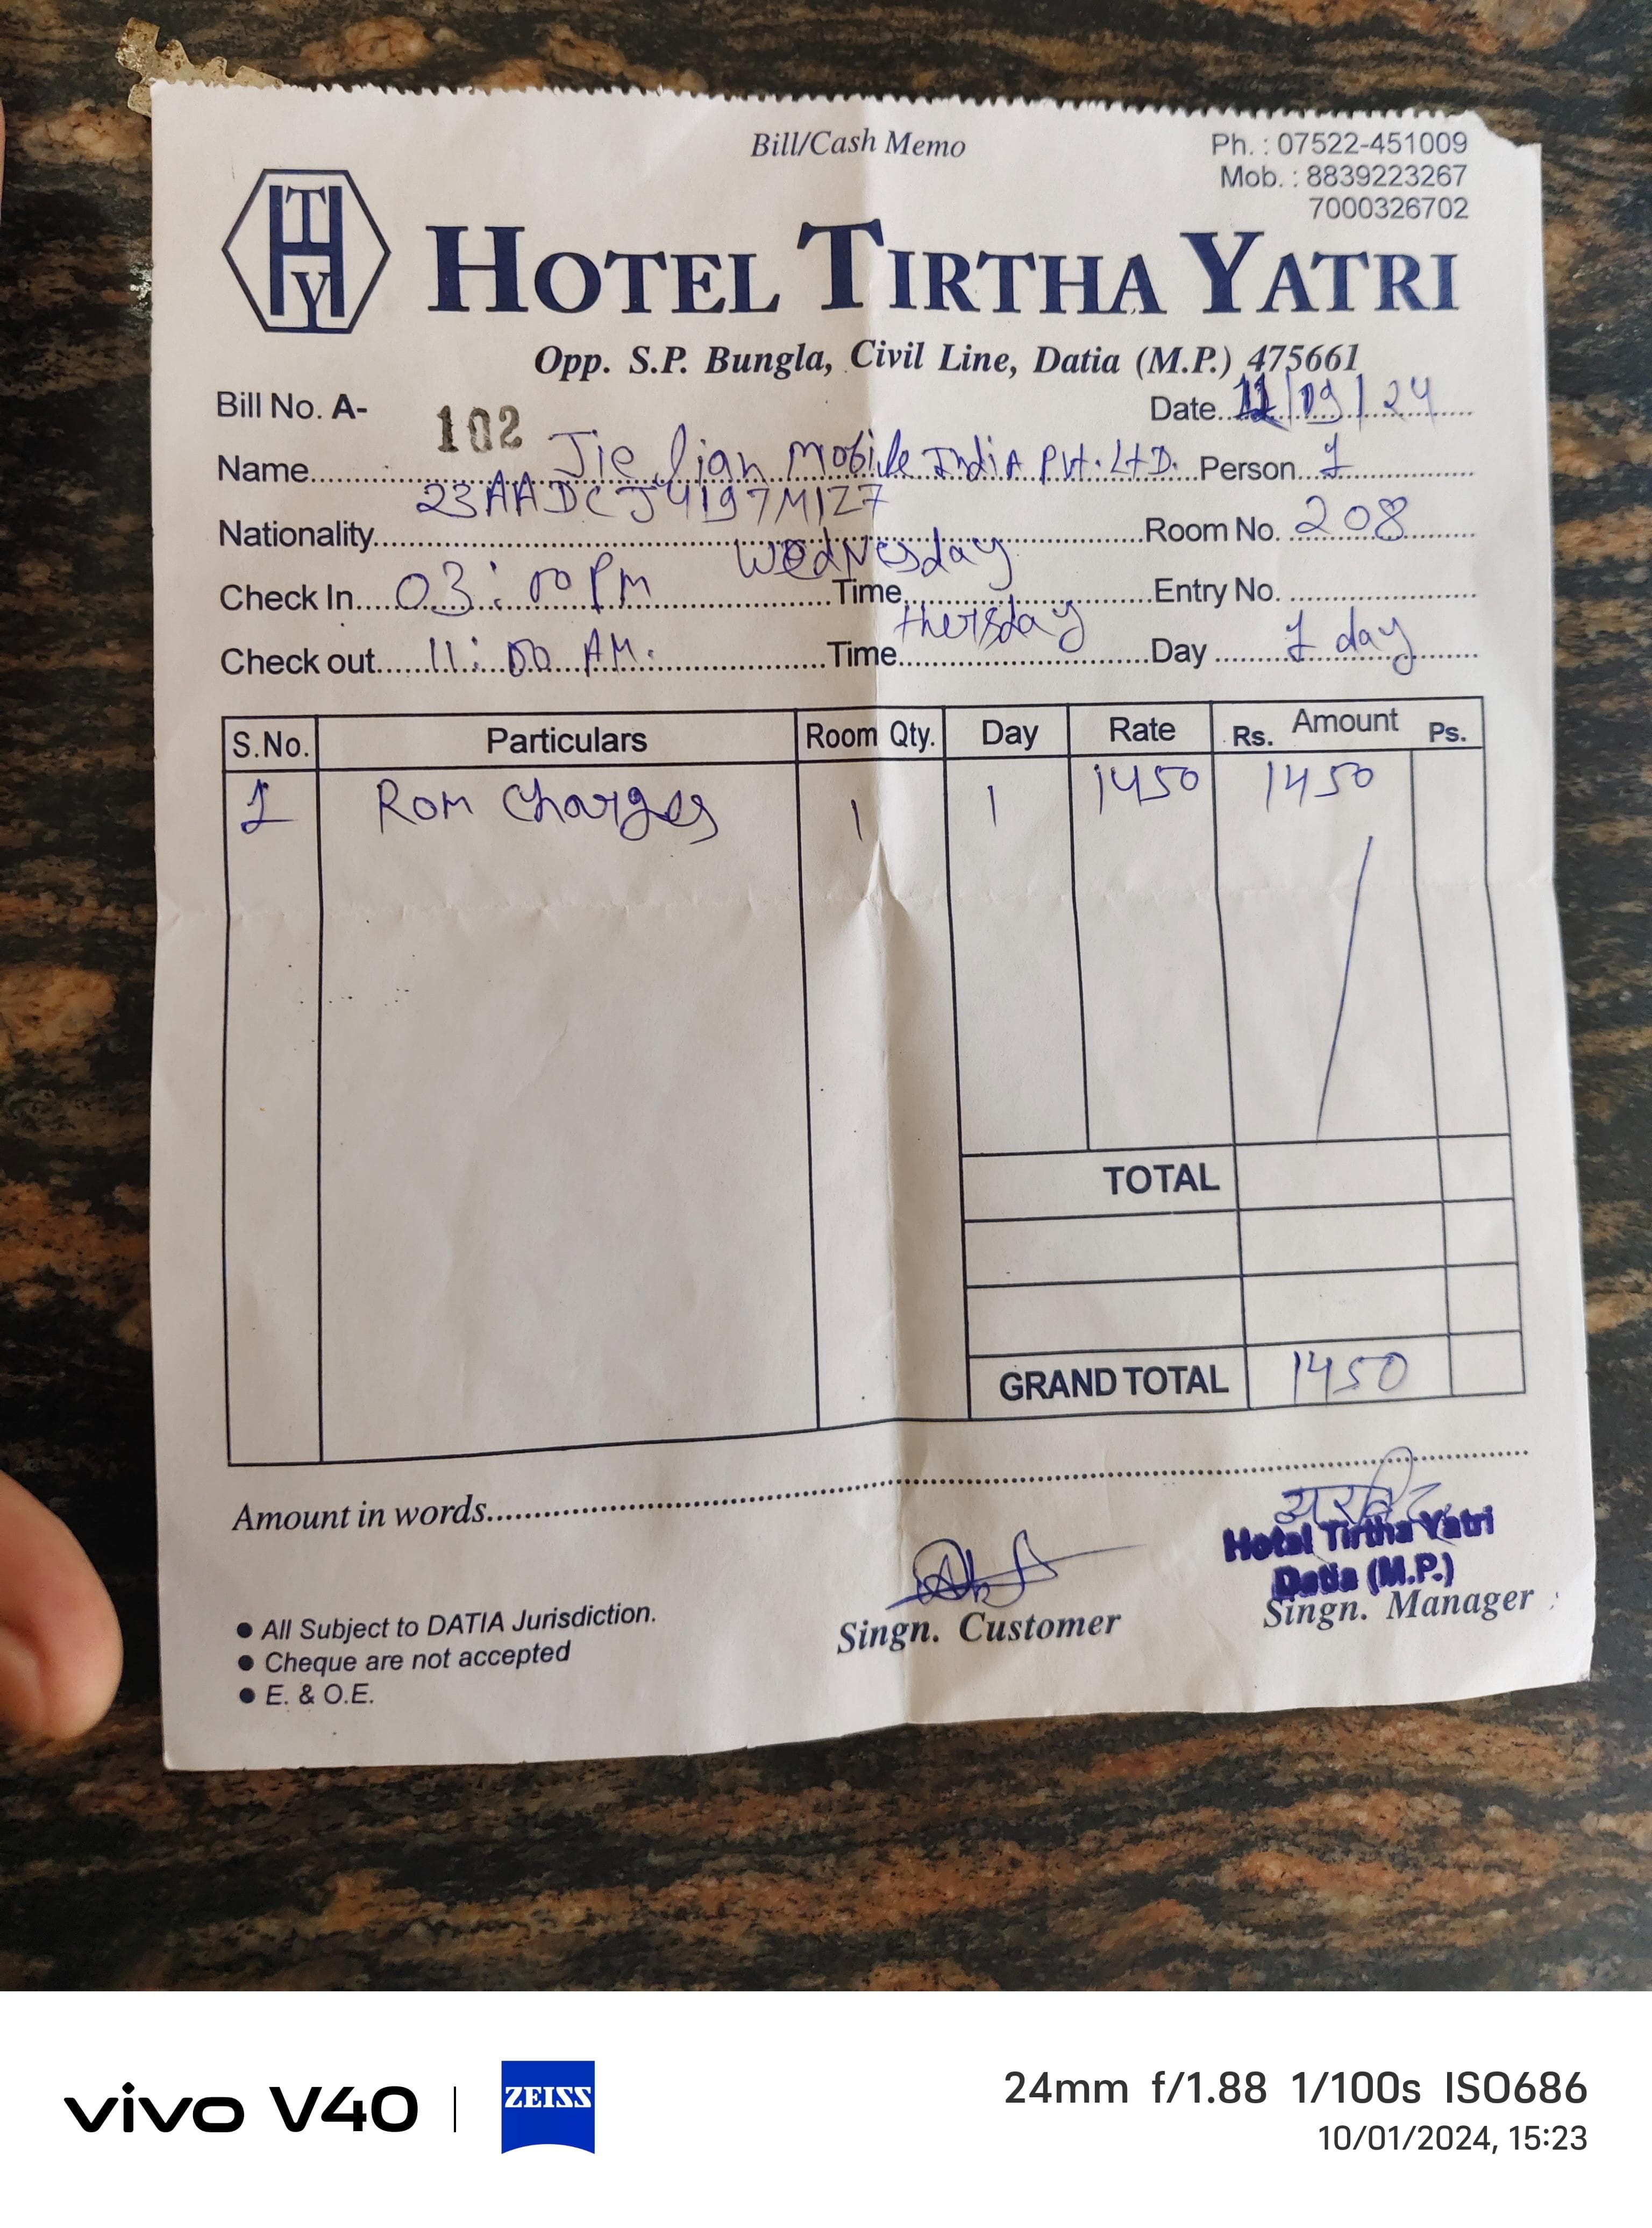 Bill/Cash Memo
Ph. : 07522-451009
Mob. : 8839223267
7000326702
HTY
HOTEL TIRTHA YATRI
Opp. S.P. Bungla, Civil Line, Datia (M.P.) 475661
Bill No. A- 102 Date 11/09/24
Name Jie Lian Mobile India Pvt. Ltd. Person 1
23AADCJ4197M1Z7
Nationality Room No. 208
Check In 03:00 PM Time Wednesday Entry No.
Check out 11:00 AM. Time thersday Day 1 day
S.No. Particulars Room Qty. Day Rate Amount Rs. Ps.
1 Rom Charges 1 1 1450 1450
TOTAL
GRAND TOTAL 1450
Amount in words
Hotel Tirtha Yatri
Datia (M.P.)
Singn. Customer Singn. Manager
• All Subject to DATIA Jurisdiction.
• Cheque are not accepted
• E. & O.E.
vivo V40 | ZEISS 24mm f/1.88 1/100s ISO686
10/01/2024, 15:23